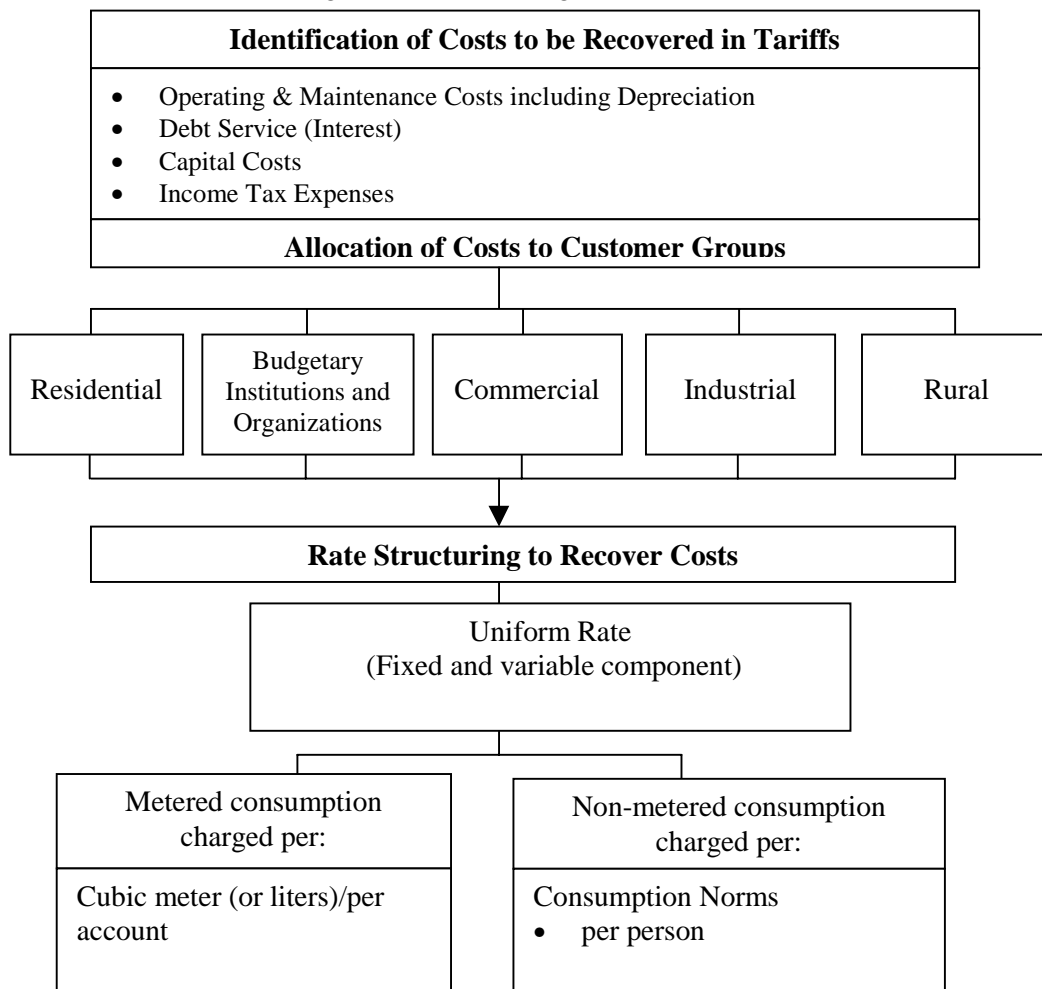 Identification of Costs to be Recovered in Tariffs
• Operating & Maintenance Costs including Depreciation
• Debt Service (Interest)
• Capital Costs
• Income Tax Expenses
Allocation of Costs to Customer Groups
Residential
Budgetary
Institutions and
Organizations
Commercial
Industrial
Rural
Rate Structuring to Recover Costs
Uniform Rate
(Fixed and variable component)
Metered consumption
charged per:
Cubic meter (or liters)/per
account
Non-metered consumption
charged per:
Consumption Norms
• per person